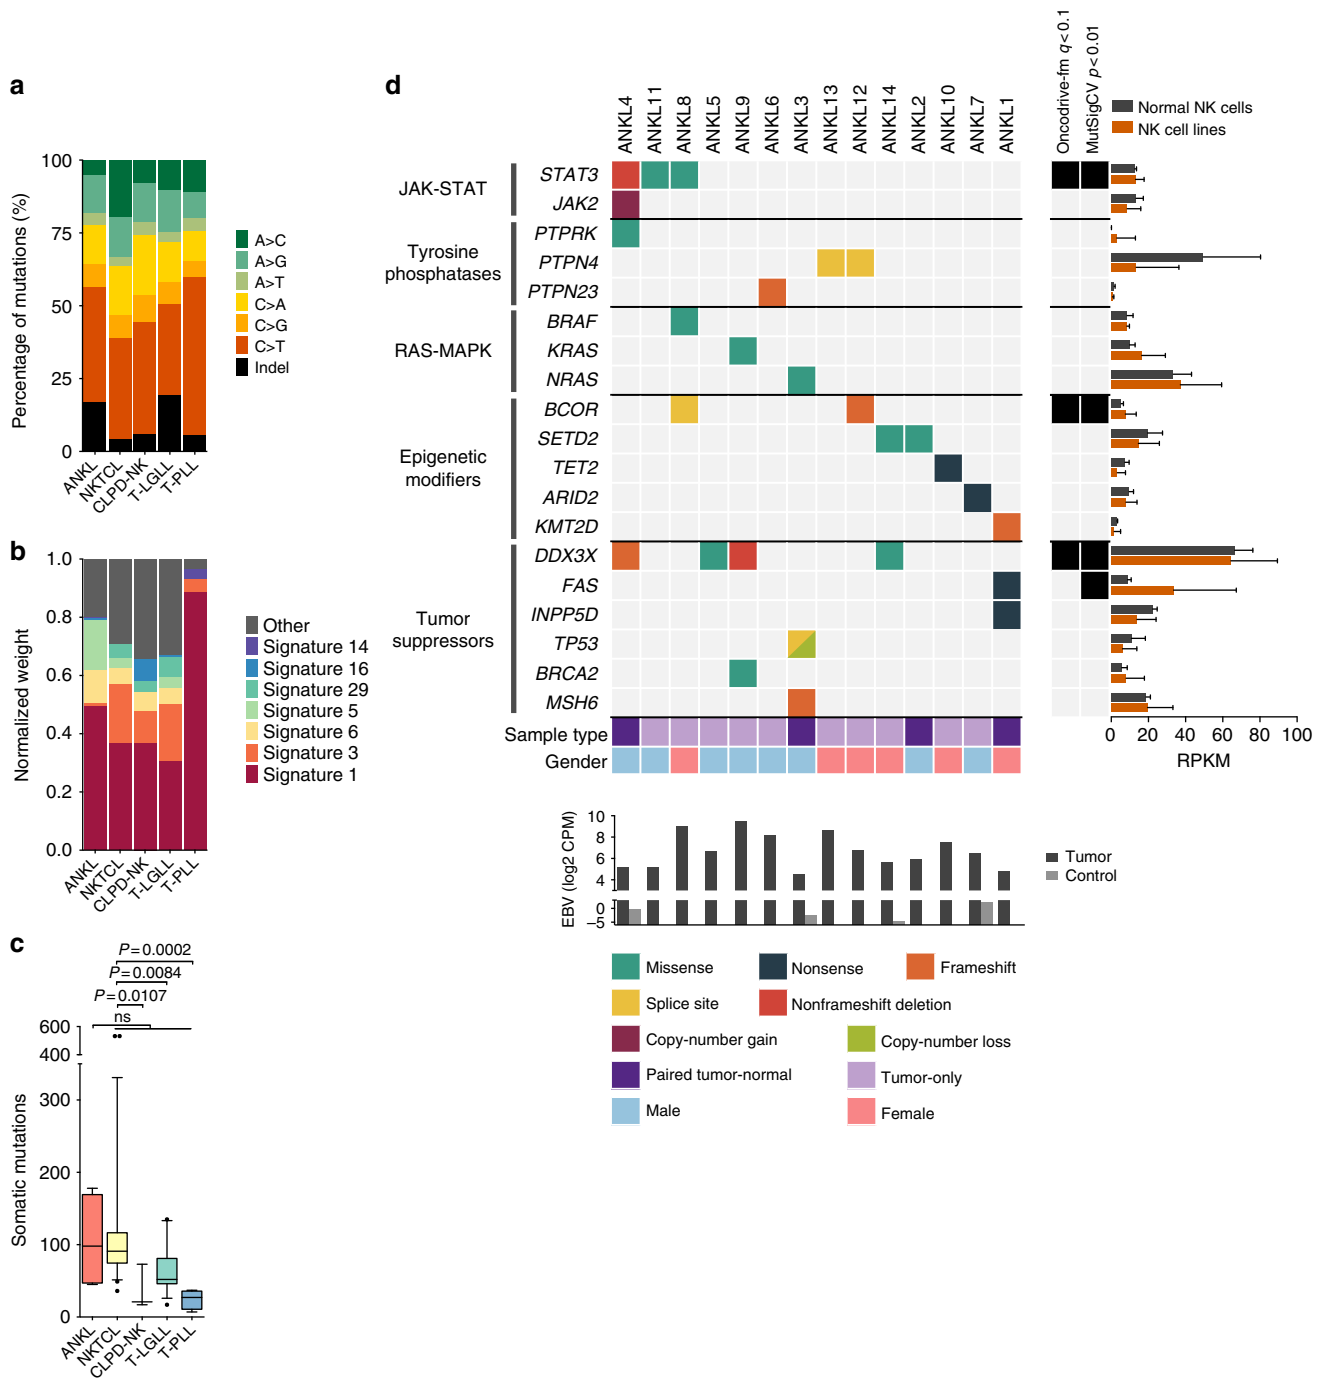 a
Percentage of mutations (%)
100
75
50
25
0
ANKL
NKTCL
CLPD-NK
T-LGLL
T-PLL
A>C
A>G
A>T
C>A
C>G
C>T
Indel
b
Normalized weight
1.0
0.8
0.6
0.4
0.2
0.0
ANKL
NKTCL
CLPD-NK
T-LGLL
T-PLL
Other
Signature 14
Signature 16
Signature 29
Signature 5
Signature 6
Signature 3
Signature 1
c
P=0.0002
P=0.0084
P=0.0107
ns
Somatic mutations
600
400
300
200
100
0
ANKL
NKTCL
CLPD-NK
T-LGLL
T-PLL
d
ANKL4
ANKL11
ANKL8
ANKL5
ANKL9
ANKL6
ANKL3
ANKL13
ANKL12
ANKL14
ANKL2
ANKL10
ANKL7
ANKL1
Oncodrive-fm q<0.1
MutSigCV p<0.01
Normal NK cells
NK cell lines
JAK-STAT
STAT3
JAK2
Tyrosine
phosphatases
PTPRK
PTPN4
PTPN23
RAS-MAPK
BRAF
KRAS
NRAS
Epigenetic
modifiers
BCOR
SETD2
TET2
ARID2
KMT2D
Tumor
suppressors
DDX3X
FAS
INPP5D
TP53
BRCA2
MSH6
Sample type
Gender
0 20 40 60 80 100
RPKM
EBV (log2 CPM)
10
8
6
4
0
−5
Tumor
Control
Missense
Nonsense
Frameshift
Splice site
Nonframeshift deletion
Copy-number gain
Copy-number loss
Paired tumor-normal
Tumor-only
Male
Female